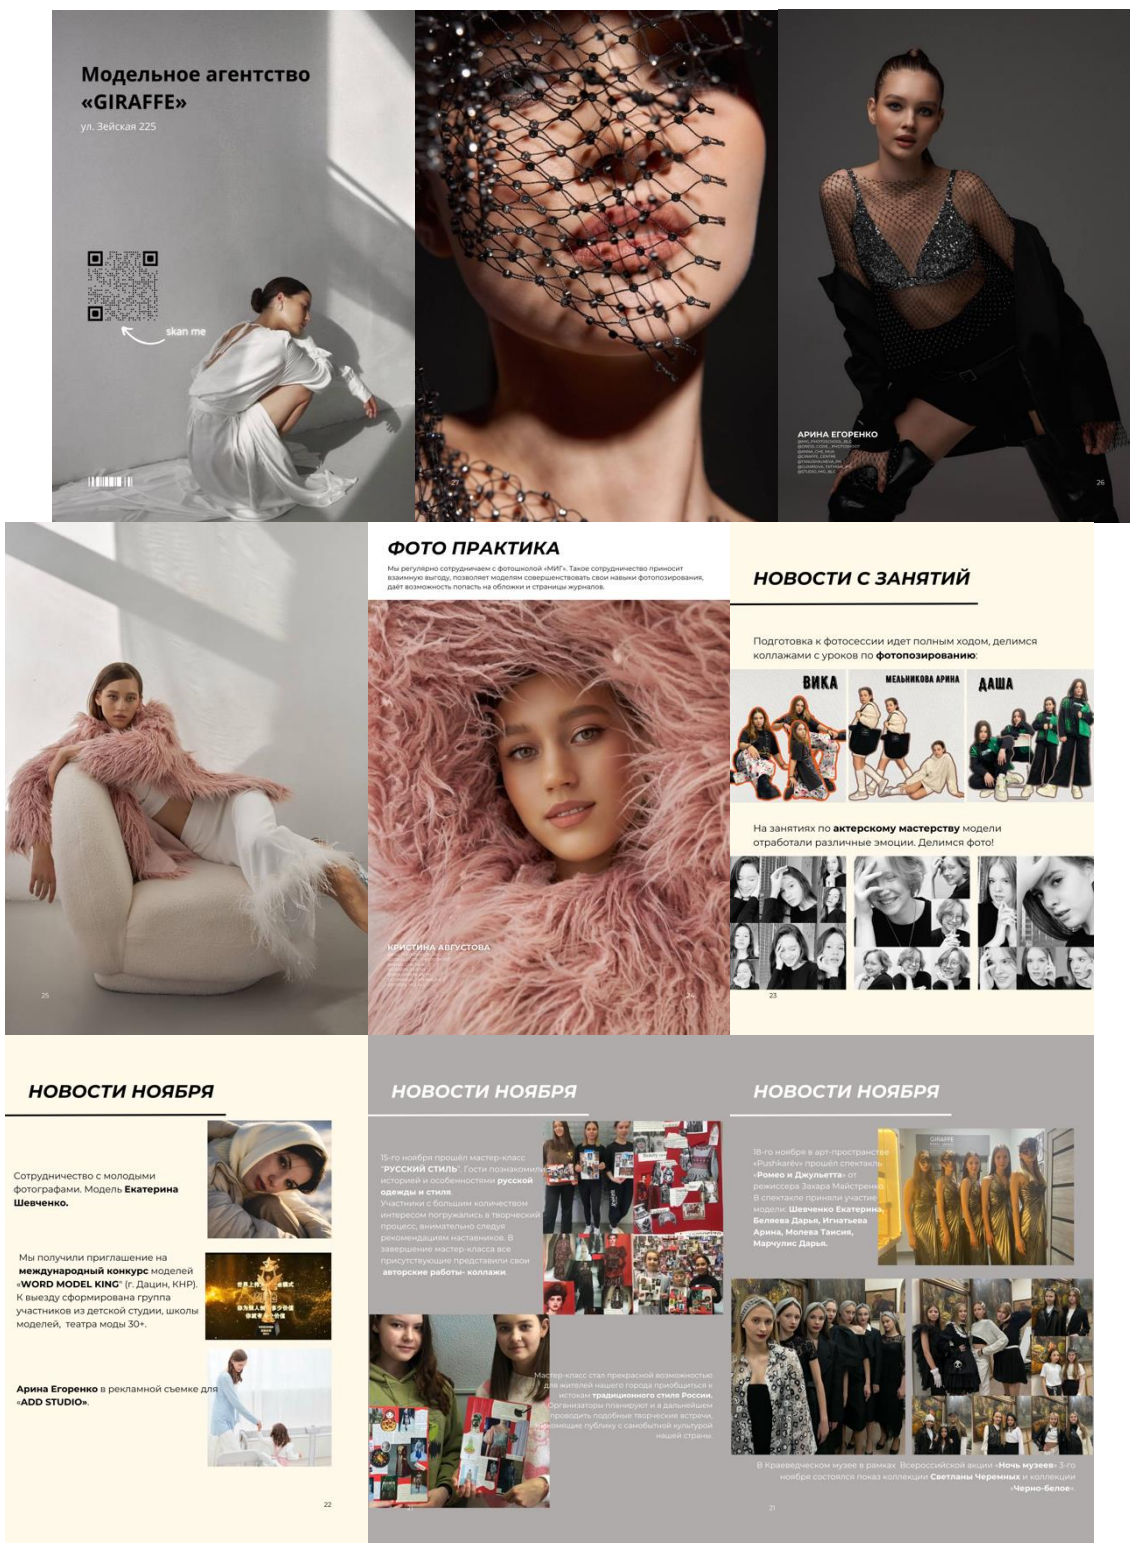 Модельное агентство
«GIRAFFE»
ул. Зейская 225
skan me
27
АРИНА ЕГОРЕНКО
26
25
ФОТО ПРАКТИКА
Мы регулярно сотрудничаем с фотошколой «МИГ». Такое сотрудничество приносит
взаимную выгоду, позволяет моделям совершенствовать свои навыки фотопозирования,
даёт возможность попасть на обложки и страницы журналов.
КРИСТИНА АВГУСТОВА
24
НОВОСТИ С ЗАНЯТИЙ
Подготовка к фотосессии идет полным ходом, делимся
коллажами с уроков по фотопозированию:
ВИКА
МЕЛЬНИКОВА АРИНА
ДАША
На занятиях по актерскому мастерству модели
отработали различные эмоции. Делимся фото!
23
НОВОСТИ НОЯБРЯ
Сотрудничество с молодыми
фотографами. Модель Екатерина
Шевченко.
Мы получили приглашение на
международный конкурс моделей
«WORD MODEL KING" (г. Дацин, КНР).
К выезду сформирована группа
участников из детской студии, школы
моделей, театра моды 30+.
Арина Егоренко в рекламной съемке для
«ADD STUDIO».
22
НОВОСТИ НОЯБРЯ
15-го ноября прошёл мастер-класс
"РУССКИЙ СТИЛЬ". Гости познакомили
историей и особенностями русской
одежды и стиля.
Участники с большим количеством
интересом погружались в творческий
процесс, внимательно следуя
рекомендациям наставников. В
завершение мастер-класса все
присутствующие представили свои
авторские работы- коллажи.
Мастер-класс стал прекрасной возможностью
для жителей нашего города приобщиться к
истокам традиционного стиля России.
Организаторы планируют и в дальнейшем
проводить подобные творческие встречи,
знакомящие публику с самобытной культурой
нашей страны.
21
НОВОСТИ НОЯБРЯ
18-го ноября в арт-пространстве
«Pushkarëv» прошёл спектакль
«Ромео и Джульетта» от
режиссера Захара Майстренко.
В спектакле приняли участие
модели: Шевченко Екатерина,
Беляева Дарья, Игнатьева
Арина, Молева Таисия,
Марчулис Дарья.
GIRAFFE
В Краеведческом музее в рамках Всероссийской акции «Ночь музеев» 3-го
ноября состоялся показ коллекции Светланы Черемных и коллекции
«Черно-белое».
21